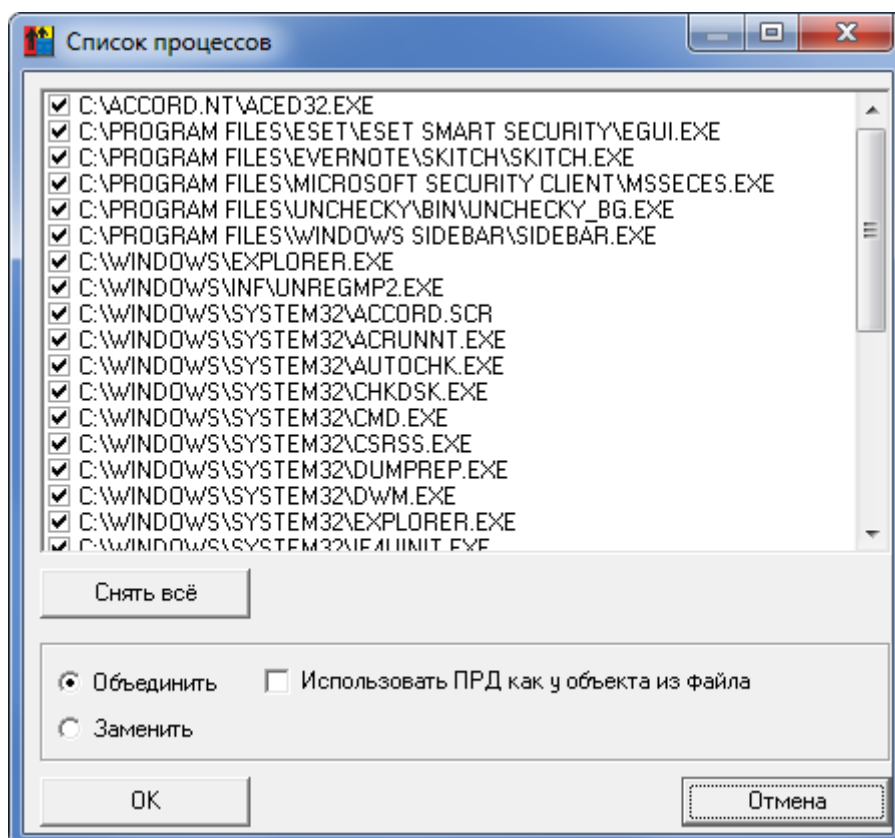 Список процессов
C:\ACCORD.NT\ACED32.EXE
C:\PROGRAM FILES\ESET\ESET SMART SECURITY\EGUI.EXE
C:\PROGRAM FILES\EVERNOTE\SKITCH\SKITCH.EXE
C:\PROGRAM FILES\MICROSOFT SECURITY CLIENT\MSSECES.EXE
C:\PROGRAM FILES\UNCHECKY\BIN\UNCHECKY_BG.EXE
C:\PROGRAM FILES\WINDOWS SIDEBAR\SIDEBAR.EXE
C:\WINDOWS\EXPLORER.EXE
C:\WINDOWS\INF\UNREGMP2.EXE
C:\WINDOWS\SYSTEM32\ACCORD.SCR
C:\WINDOWS\SYSTEM32\ACRUNNT.EXE
C:\WINDOWS\SYSTEM32\AUTOCHK.EXE
C:\WINDOWS\SYSTEM32\CHKDSK.EXE
C:\WINDOWS\SYSTEM32\CMD.EXE
C:\WINDOWS\SYSTEM32\CSRSS.EXE
C:\WINDOWS\SYSTEM32\DUMPREP.EXE
C:\WINDOWS\SYSTEM32\DWM.EXE
C:\WINDOWS\SYSTEM32\EXPLORER.EXE
C:\WINDOWS\SYSTEM32\IE4UINIT.EXE
Снять всё
Объединить Использовать ПРД как у объекта из файла
Заменить
OK Отмена